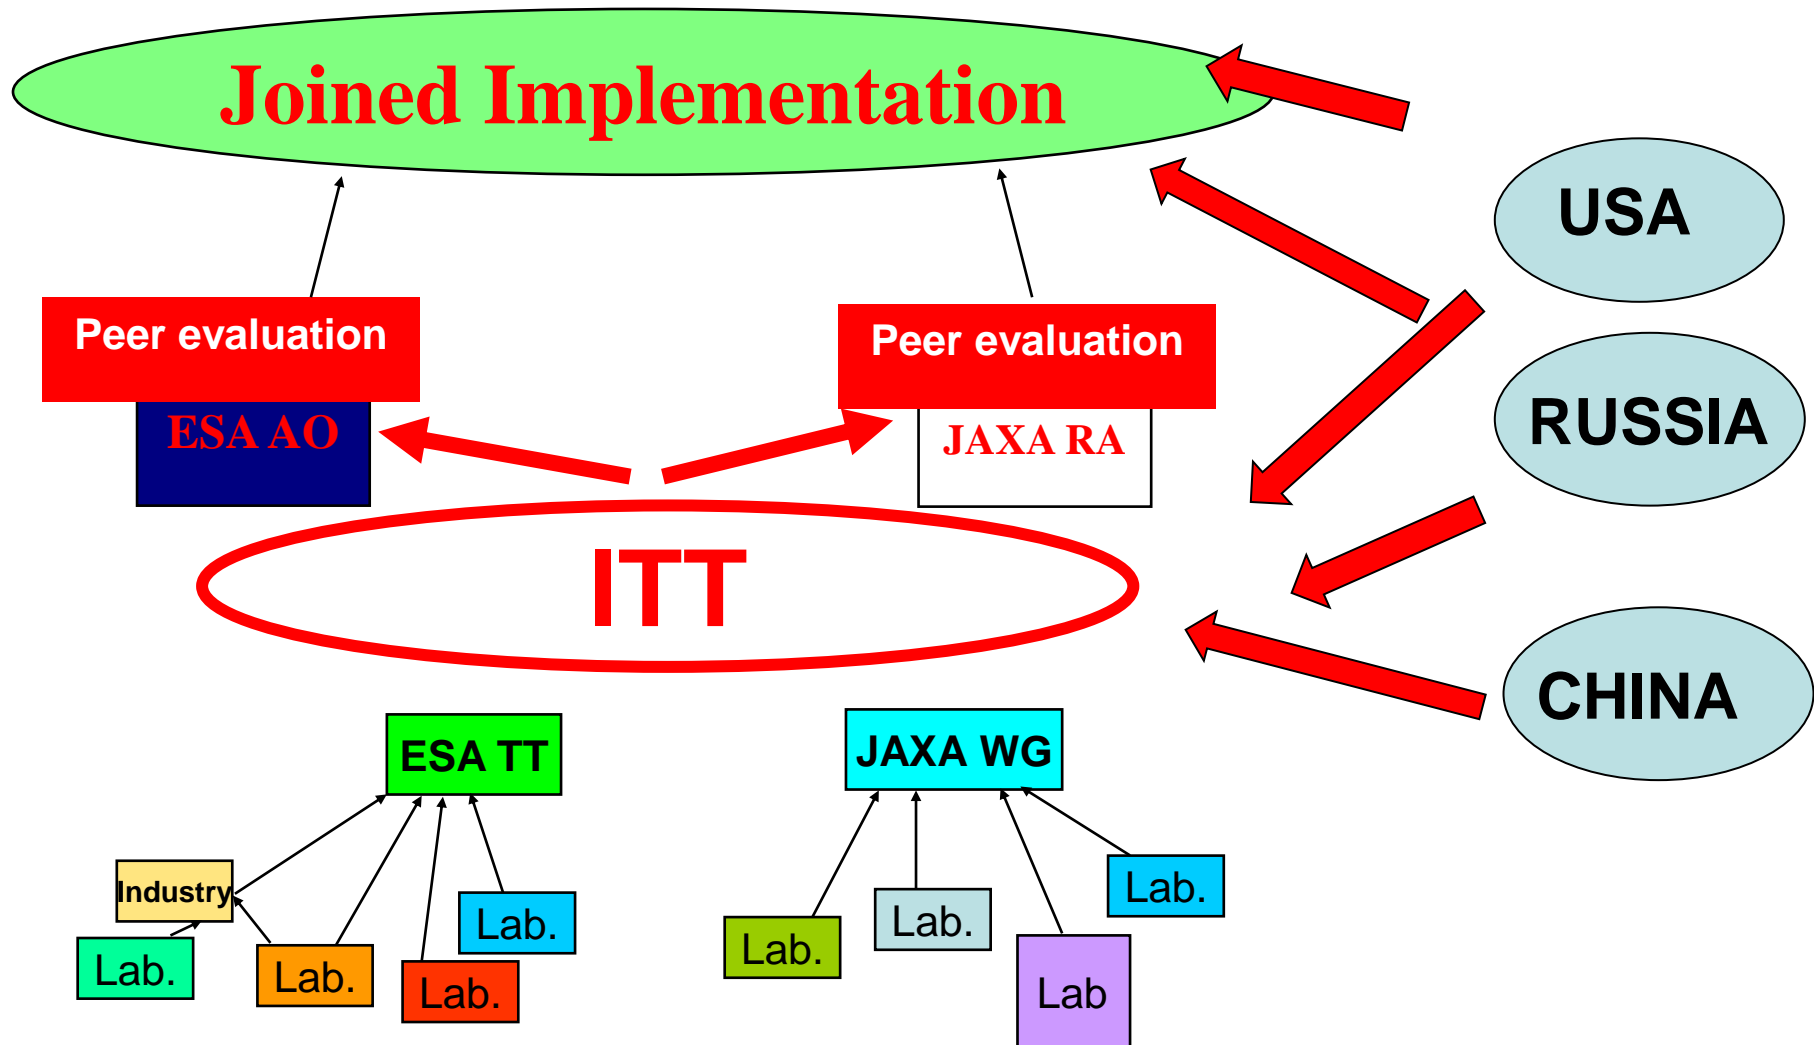 Joined Implementation
USA
Peer evaluation
Peer evaluation
RUSSIA
ESA AO
JAXA RA
ITT
CHINA
ESA TT
JAXA WG
Industry
Lab.
Lab.
Lab.
Lab.
Lab.
Lab.
Lab.
Lab